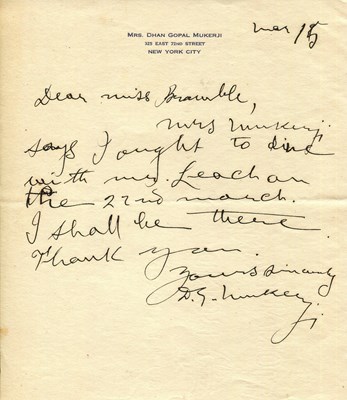 MRS. DHAN GOPAL MUKERJI
325 EAST 72ND STREET
NEW YORK CITY
Mar 15
Dear Miss Bramble,
Mrs Mukerji
says I ought to dine
with Mr. Leach on
the 22nd March.
I shall be there.
Thank you.
Yours sincerely
D. G. Mukerji